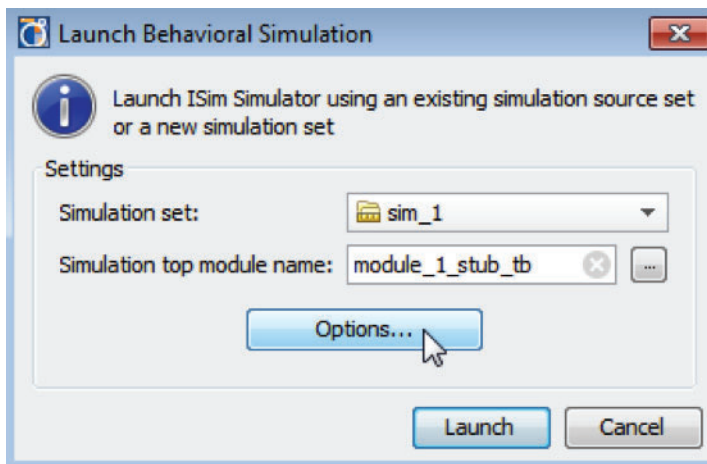 Launch Behavioral Simulation
Launch ISim Simulator using an existing simulation source set
or a new simulation set
Settings
Simulation set: sim_1
Simulation top module name: module_1_stub_tb ...
Options...
Launch Cancel